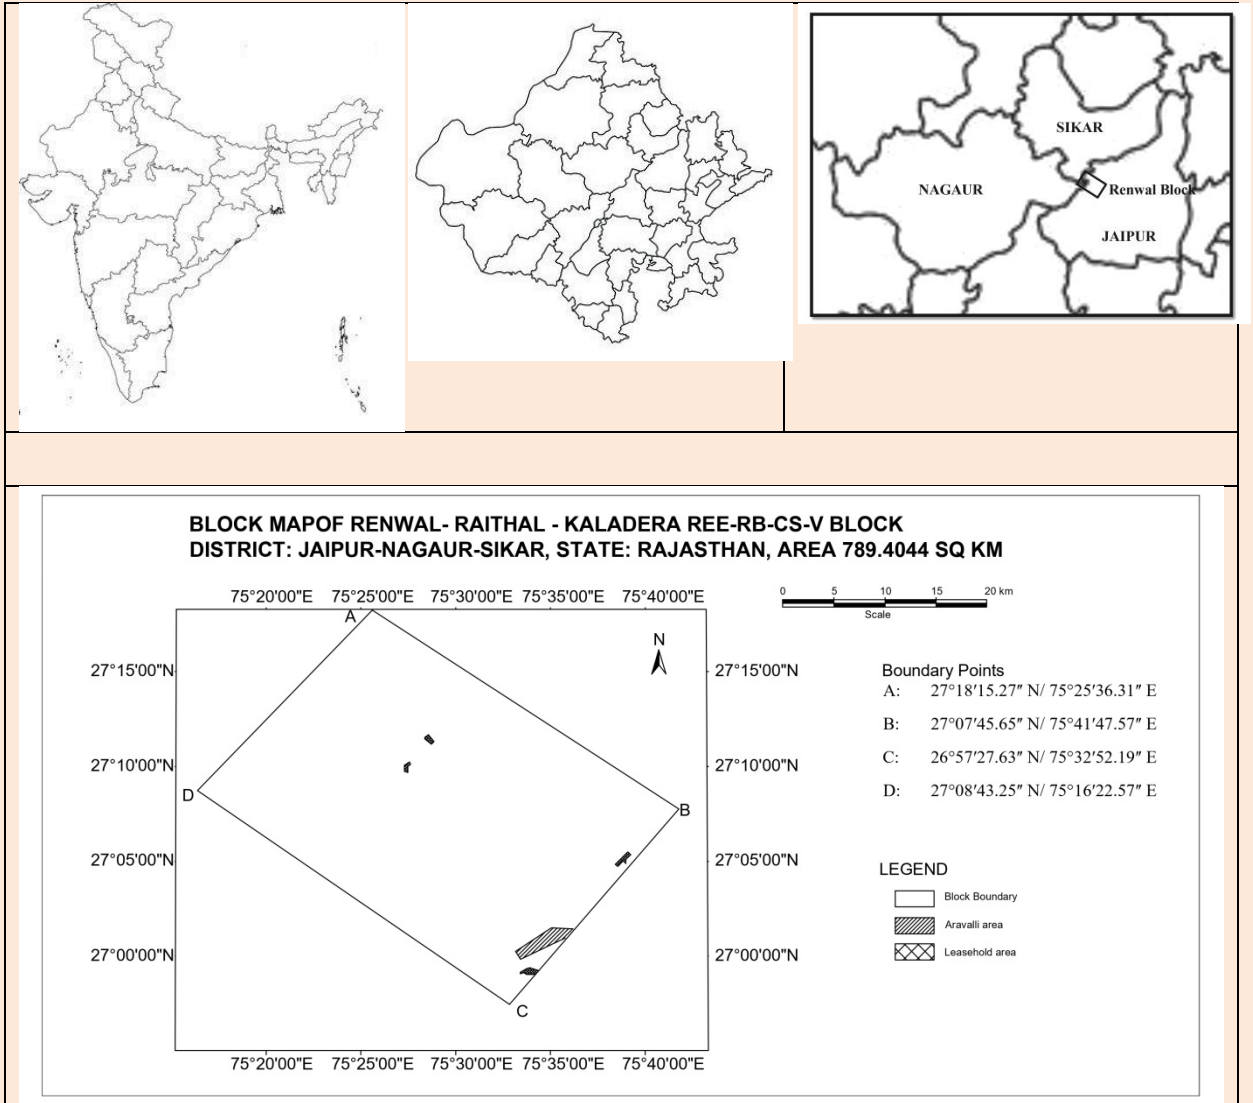 SIKAR
NAGAUR
Renwal Block
JAIPUR
BLOCK MAPOF RENWAL- RAITHAL - KALADERA REE-RB-CS-V BLOCK
DISTRICT: JAIPUR-NAGAUR-SIKAR, STATE: RAJASTHAN, AREA 789.4044 SQ KM
75°20'00"E 75°25'00"E 75°30'00"E 75°35'00"E 75°40'00"E
0 5 10 15 20 km
Scale
A
N
27°15'00"N 27°15'00"N
Boundary Points
A: 27°18′15.27″ N/ 75°25′36.31″ E
B: 27°07′45.65″ N/ 75°41′47.57″ E
C: 26°57′27.63″ N/ 75°32′52.19″ E
D: 27°08′43.25″ N/ 75°16′22.57″ E
27°10'00"N 27°10'00"N
D
B
27°05'00"N 27°05'00"N
LEGEND
Block Boundary
Aravalli area
Leasehold area
27°00'00"N 27°00'00"N
C
75°20'00"E 75°25'00"E 75°30'00"E 75°35'00"E 75°40'00"E